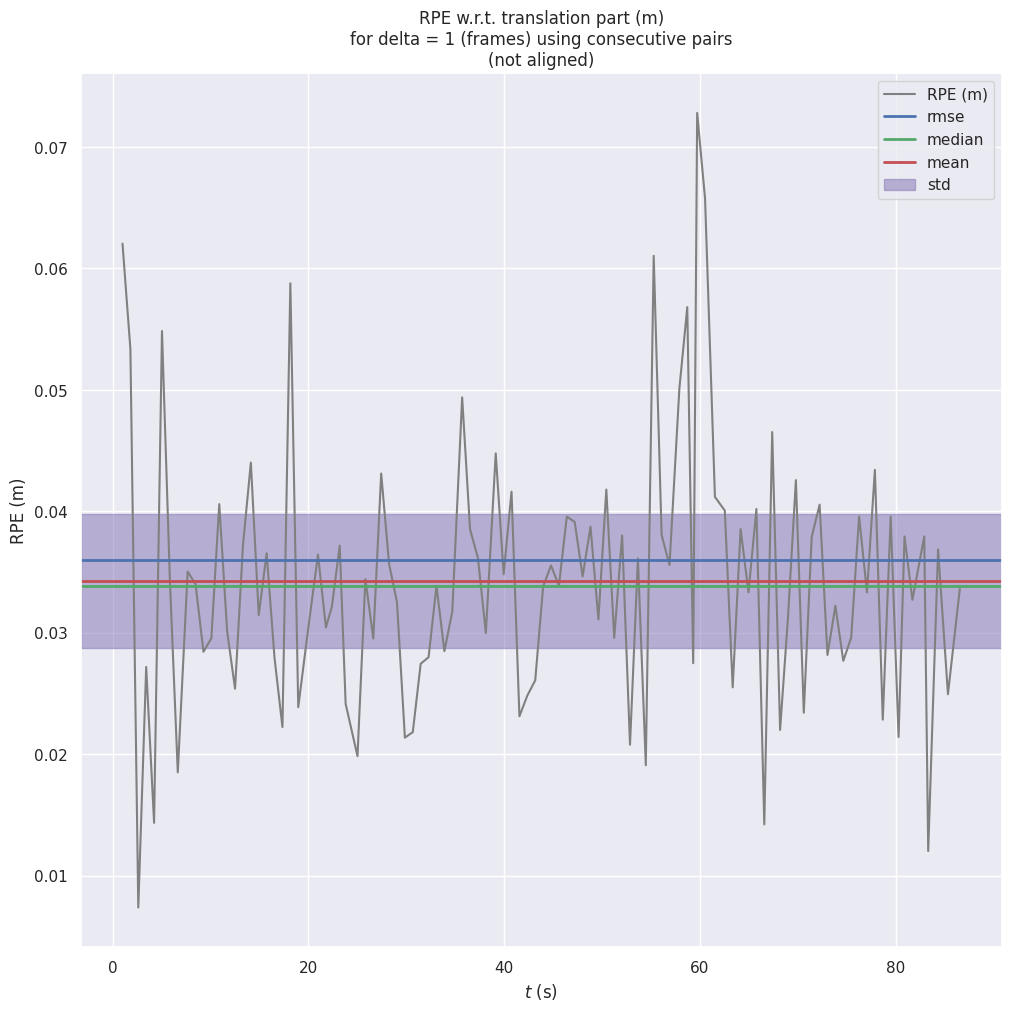 RPE w.r.t. translation part (m)
for delta = 1 (frames) using consecutive pairs
(not aligned)
RPE (m)
rmse
median
mean
std
0.07
0.06
0.05
0.04
0.03
0.02
0.01
RPE (m)
0
20
40
60
80
t (s)